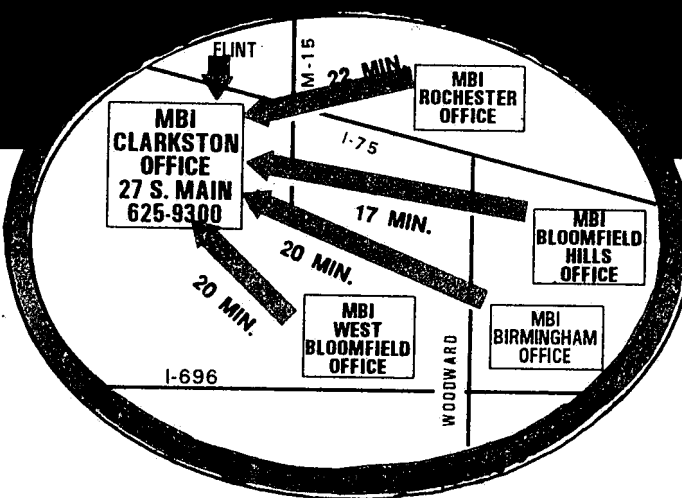 FLINT
M-15
22 MIN.
MBI
ROCHESTER
OFFICE
MBI
CLARKSTON
OFFICE
27 S. MAIN
625-9300
I-75
17 MIN.
MBI
BLOOMFIELD
HILLS
OFFICE
20 MIN.
20 MIN.
MBI
WEST
BLOOMFIELD
OFFICE
MBI
BIRMINGHAM
OFFICE
I-696
WOODWARD